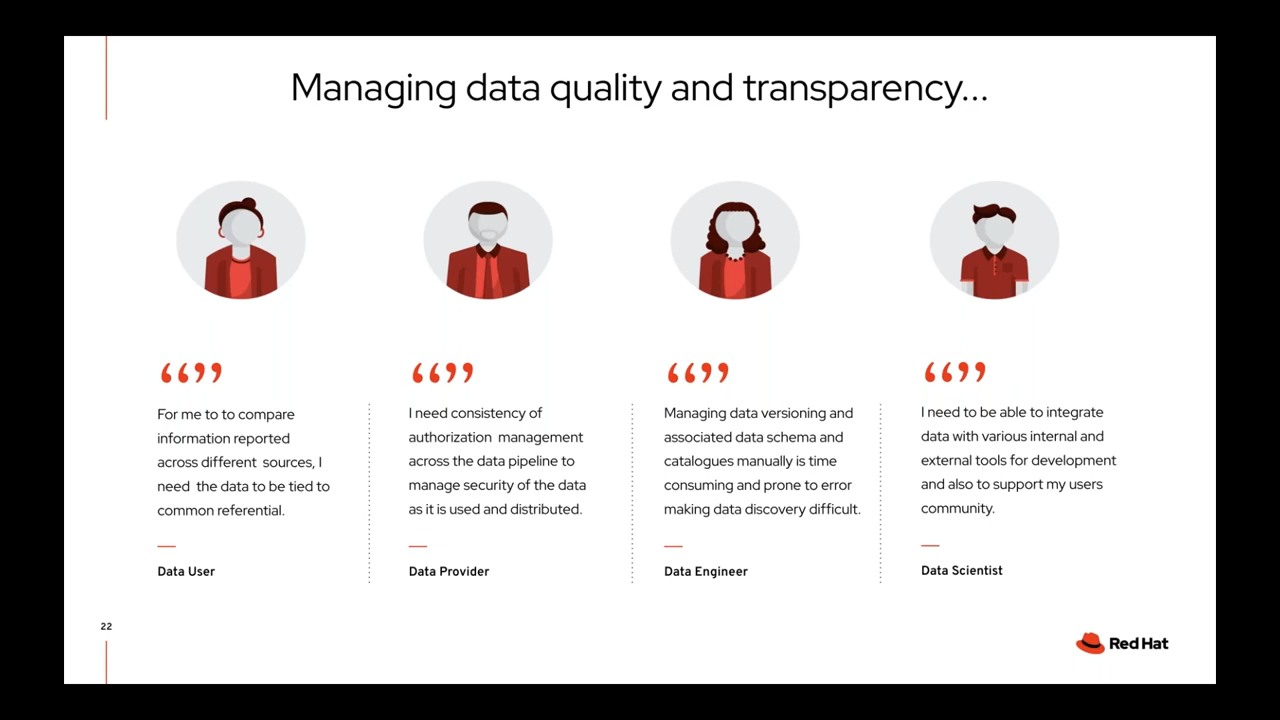 Managing data quality and transparency...
“”
For me to to compare
information reported
across different sources, I
need the data to be tied to
common referential.
Data User
“”
I need consistency of
authorization management
across the data pipeline to
manage security of the data
as it is used and distributed.
Data Provider
“”
Managing data versioning and
associated data schema and
catalogues manually is time
consuming and prone to error
making data discovery difficult.
Data Engineer
“”
I need to be able to integrate
data with various internal and
external tools for development
and also to support my users
community.
Data Scientist
22
Red Hat